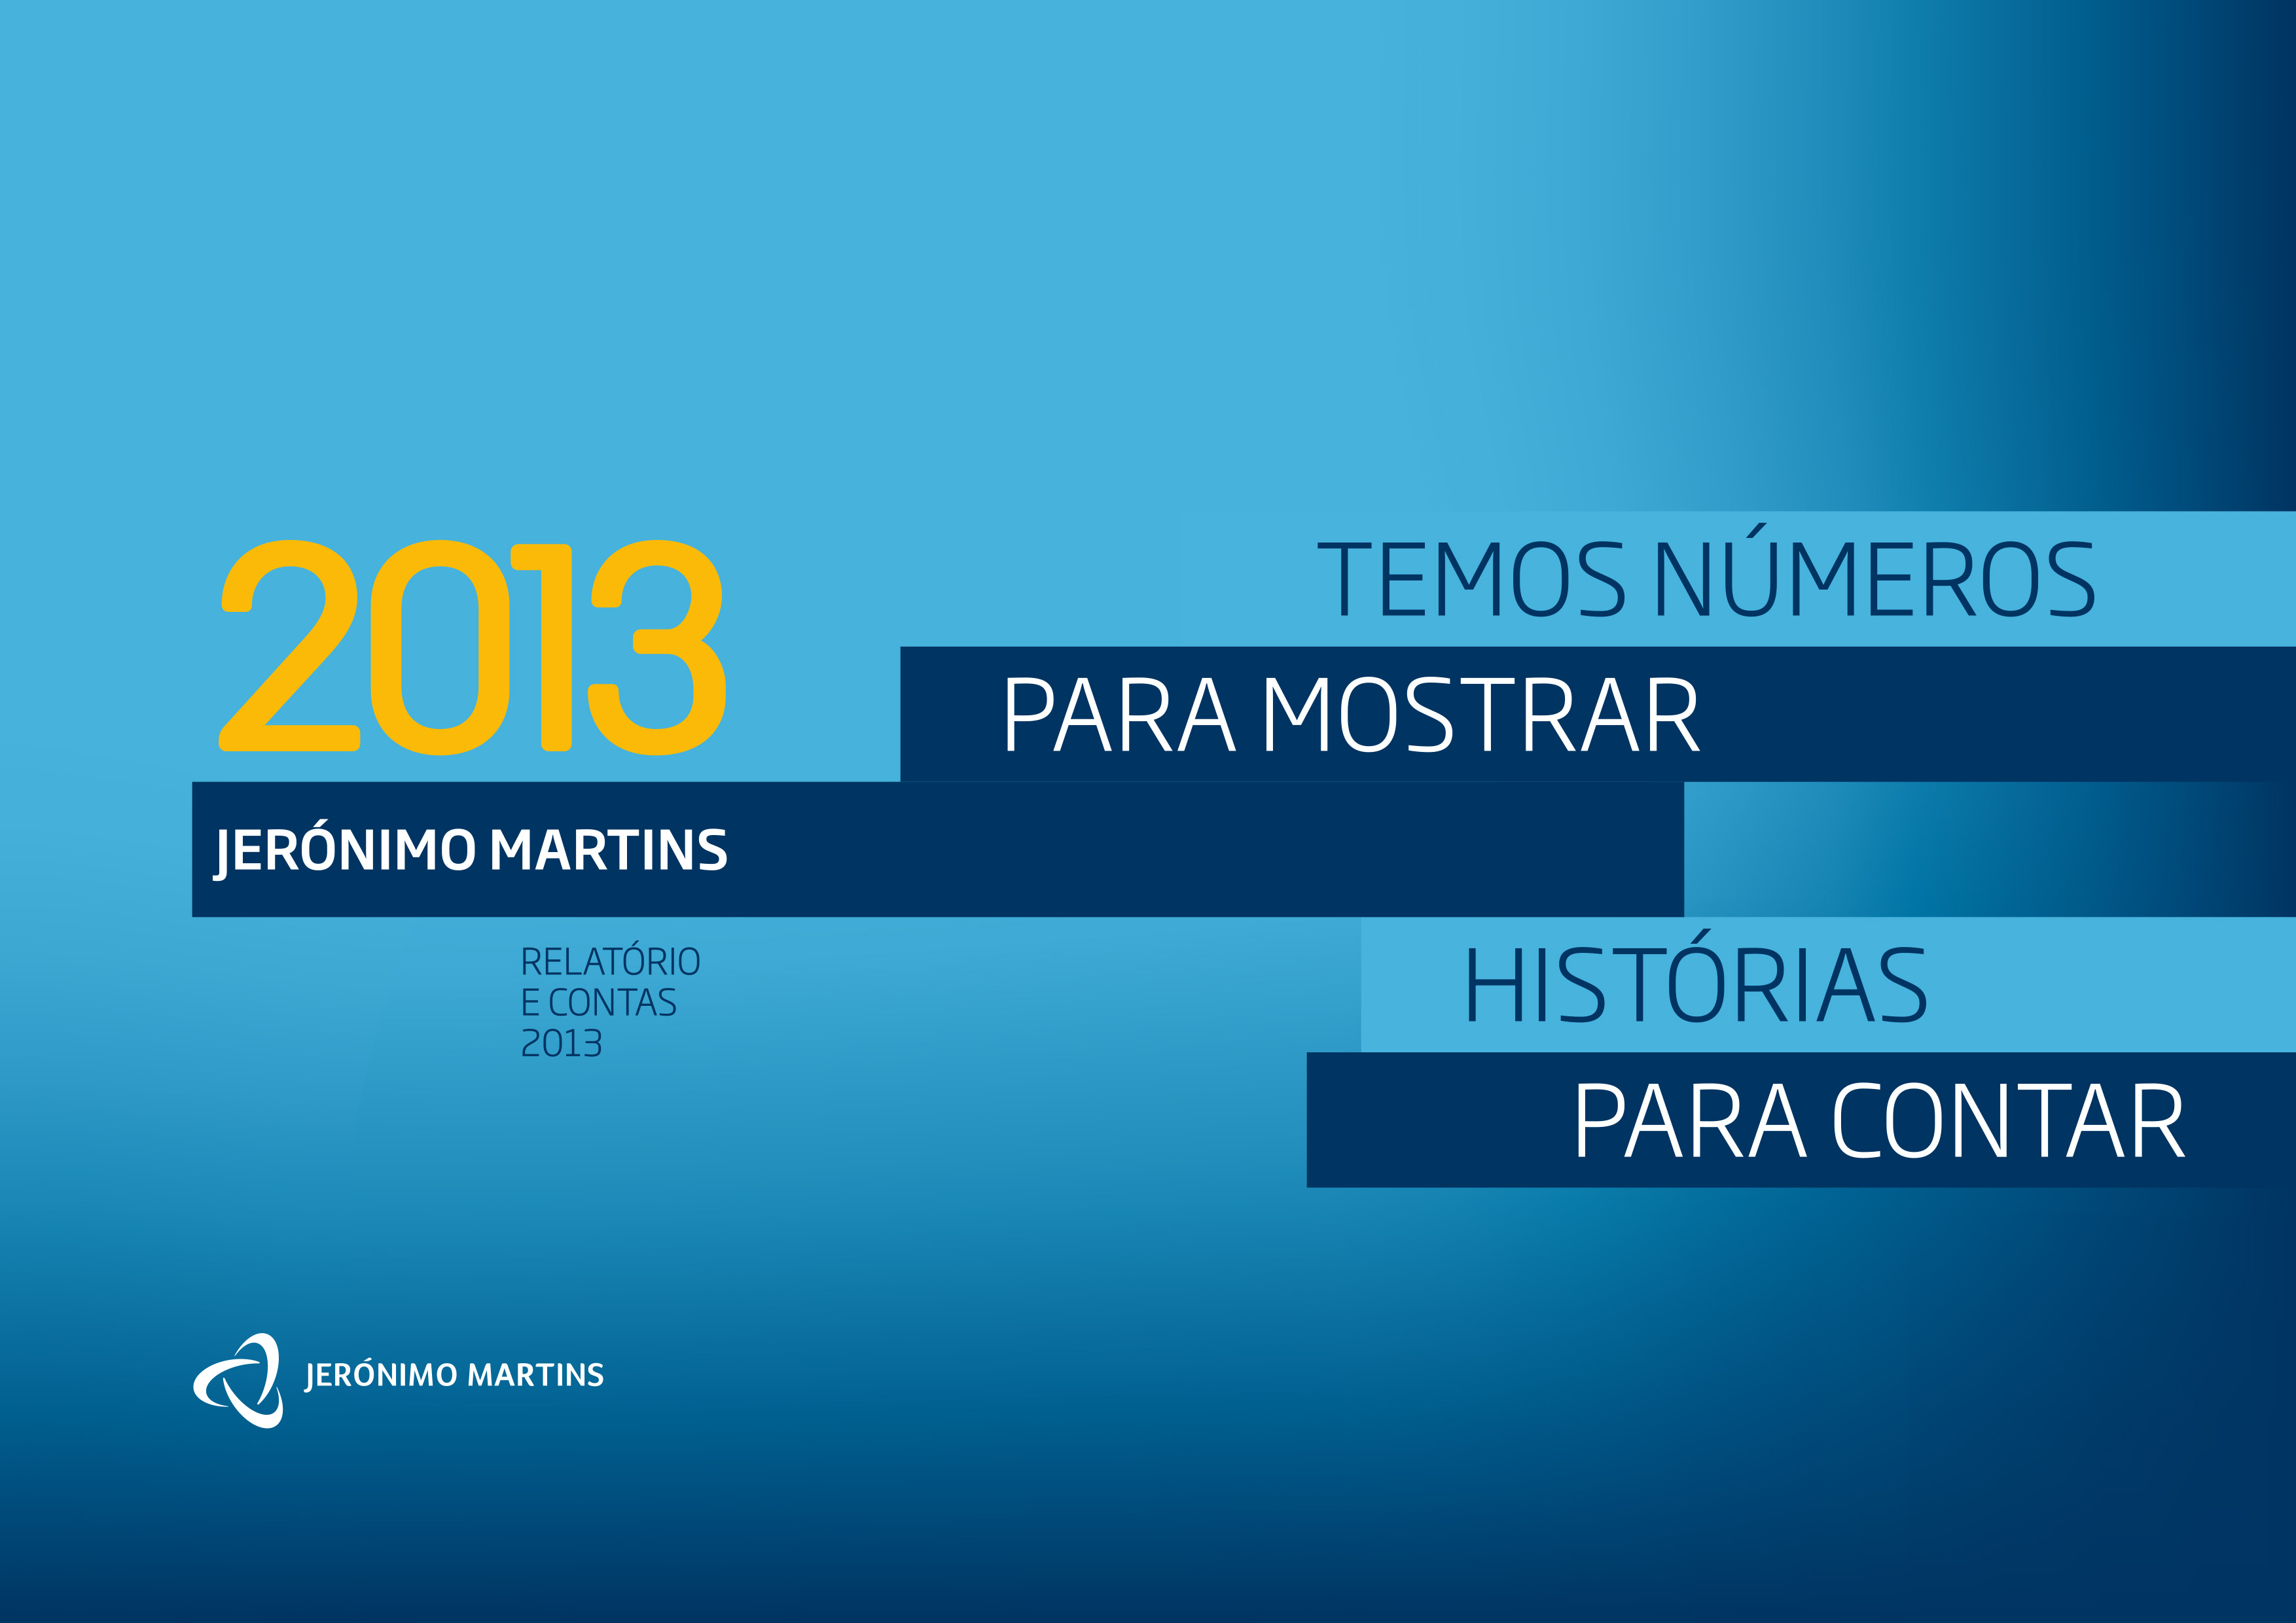 2013
JERÓNIMO MARTINS
RELATÓRIO
E CONTAS
2013
TEMOS NÚMEROS
PARA MOSTRAR
HISTÓRIAS
PARA CONTAR
JERÓNIMO MARTINS